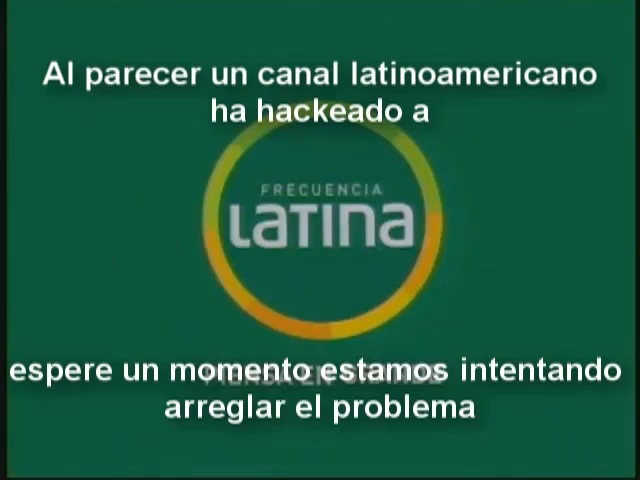 Al parecer un canal latinoamericano
ha hackeado a
FRECUENCIA
LaTINa
espere un momento estamos intentando
arreglar el problema